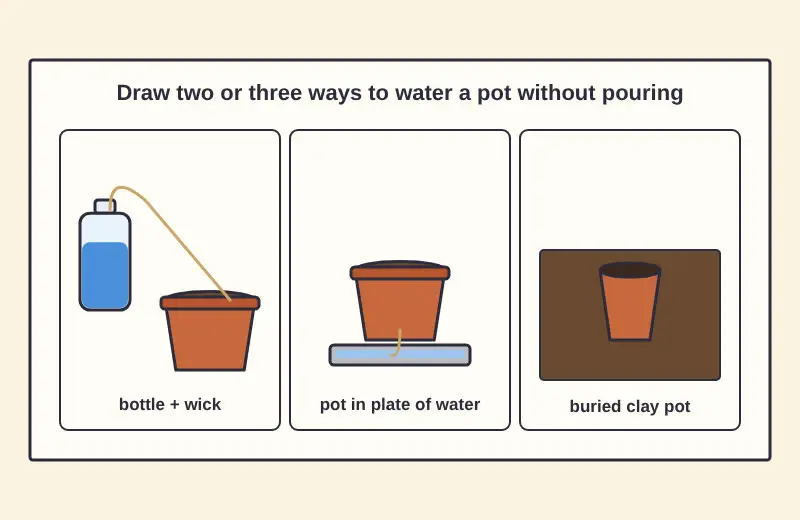 Draw two or three ways to water a pot without pouring
bottle + wick
pot in plate of water
buried clay pot